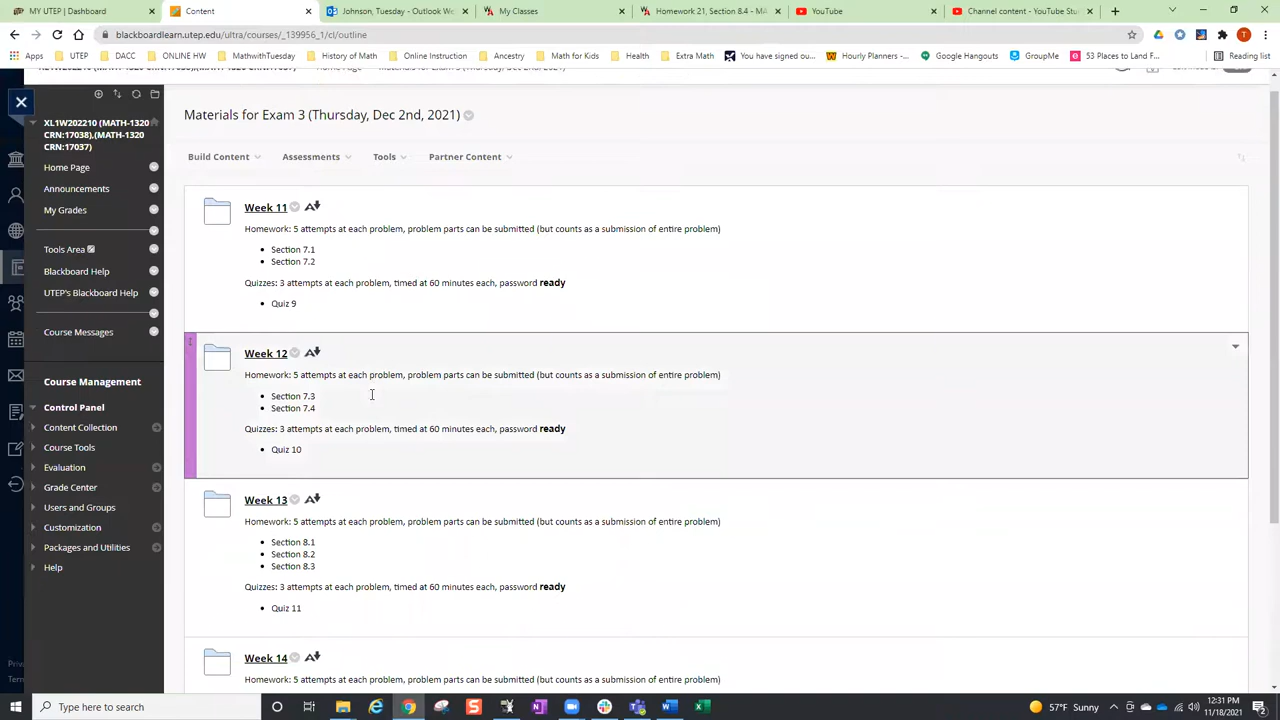 MY UTEP | Dashboard
Content
Johnson, Tuesday - Outlook We
My Classes
Homework 21, Section 8.4 - MA
YouTube
Channel content - YouTube Stu
blackboardlearn.utep.edu/ultra/courses/_139956_1/cl/outline
Apps
UTEP
DACC
ONLINE HW
MathwithTuesday
Online Instruction
Ancestry
Math for Kids
Health
Extra Math
You have signed ou...
Hourly Planners -...
Google Hangouts
GroupMe
53 Places to Land F...
Reading list
XL1W202210 (MATH-1320
CRN:17038),(MATH-1320
CRN:17037)
Home Page
Announcements
My Grades
Tools Area
Blackboard Help
UTEP's Blackboard Help
Course Messages
Course Management
Control Panel
Content Collection
Course Tools
Evaluation
Grade Center
Users and Groups
Customization
Packages and Utilities
Help
Materials for Exam 3 (Thursday, Dec 2nd, 2021)
Build Content
Assessments
Tools
Partner Content
Week 11
Homework: 5 attempts at each problem, problem parts can be submitted (but counts as a submission of entire problem)
• Section 7.1
• Section 7.2
Quizzes: 3 attempts at each problem, timed at 60 minutes each, password ready
• Quiz 9
Week 12
Homework: 5 attempts at each problem, problem parts can be submitted (but counts as a submission of entire problem)
• Section 7.3
• Section 7.4
Quizzes: 3 attempts at each problem, timed at 60 minutes each, password ready
• Quiz 10
Week 13
Homework: 5 attempts at each problem, problem parts can be submitted (but counts as a submission of entire problem)
• Section 8.1
• Section 8.2
• Section 8.3
Quizzes: 3 attempts at each problem, timed at 60 minutes each, password ready
• Quiz 11
Week 14
Homework: 5 attempts at each problem, problem parts can be submitted (but counts as a submission of entire problem)
Priv
Term
Type here to search
57°F Sunny
12:31 PM
11/18/2021